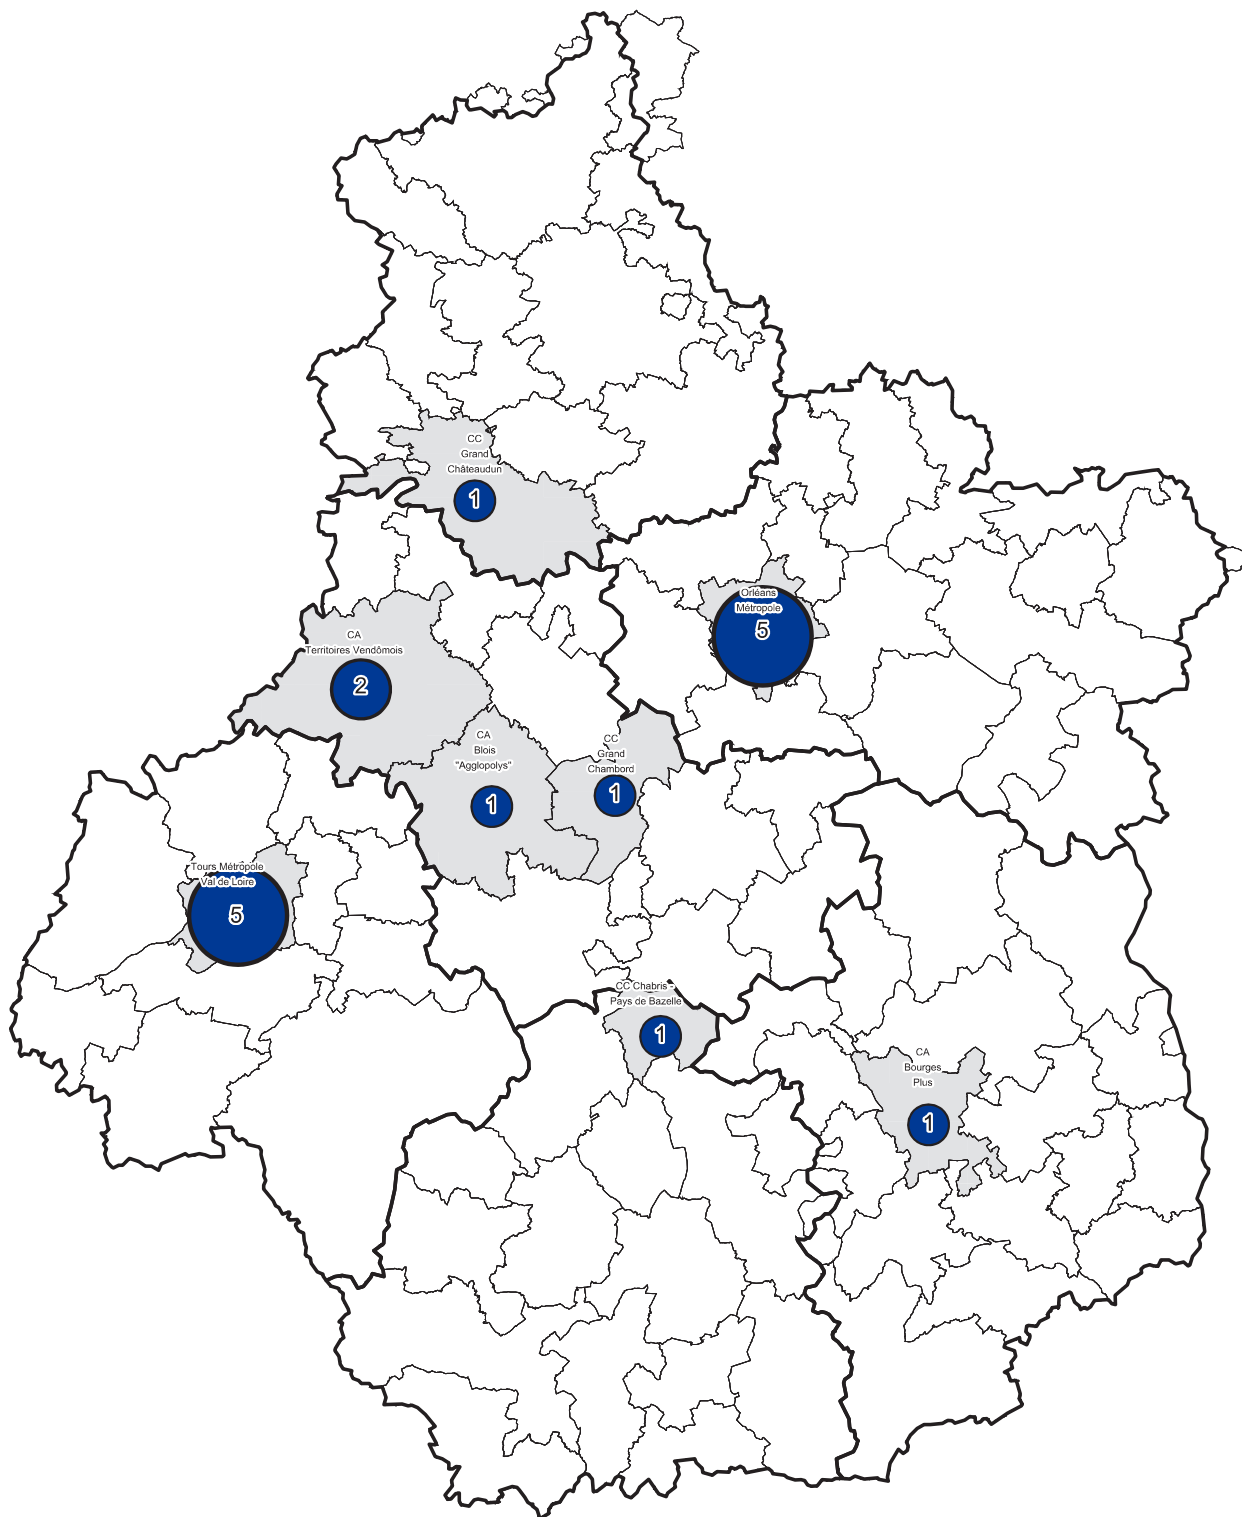 CC
Grand
Châteaudun
1
Orléans
Métropole
5
CA
Territoires Vendômois
2
CA
Blois
"Agglopolys"
1
CC
Grand
Chambord
1
Tours Métropole
Val de Loire
5
CC Chabris -
Pays de Bazelle
1
CA
Bourges
Plus
1